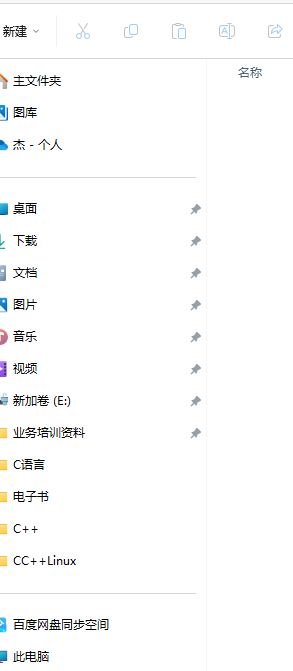 新建
名称
主文件夹
图库
杰 - 个人
桌面
下载
文档
图片
音乐
视频
新加卷 (E:)
业务培训资料
C语言
电子书
C++
CC++Linux
百度网盘同步空间
此电脑